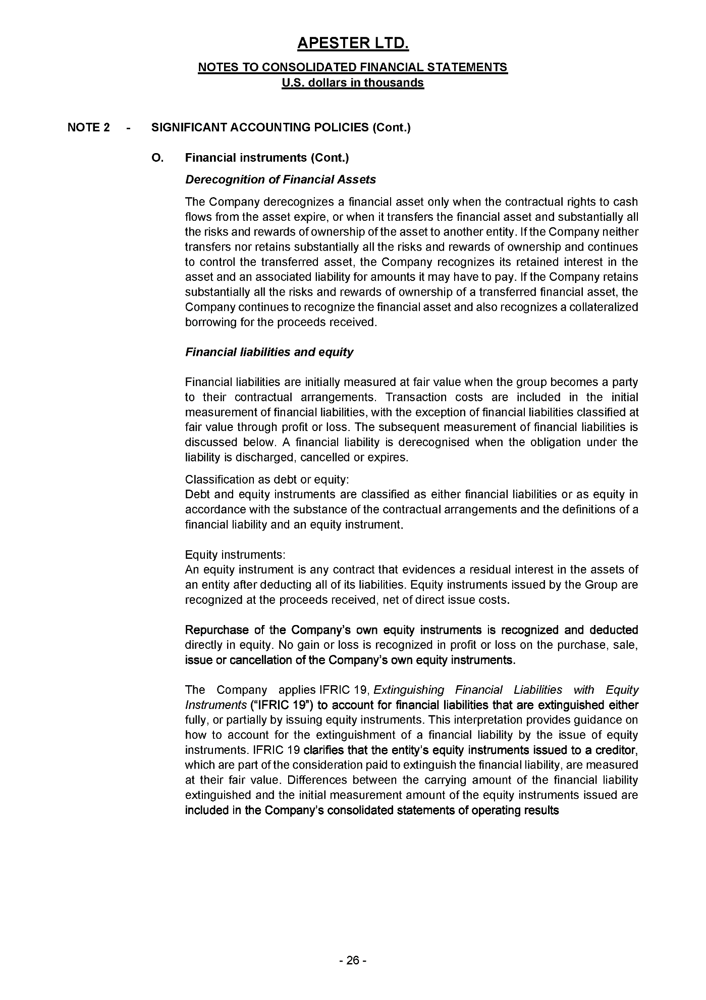 APESTER LTD.
NOTES TO CONSOLIDATED FINANCIAL STATEMENTS
U.S. dollars in thousands
NOTE 2 - SIGNIFICANT ACCOUNTING POLICIES (Cont.)
O. Financial instruments (Cont.)
Derecognition of Financial Assets
The Company derecognizes a financial asset only when the contractual rights to cash
flows from the asset expire, or when it transfers the financial asset and substantially all
the risks and rewards of ownership of the asset to another entity. If the Company neither
transfers nor retains substantially all the risks and rewards of ownership and continues
to control the transferred asset, the Company recognizes its retained interest in the
asset and an associated liability for amounts it may have to pay. If the Company retains
substantially all the risks and rewards of ownership of a transferred financial asset, the
Company continues to recognize the financial asset and also recognizes a collateralized
borrowing for the proceeds received.
Financial liabilities and equity
Financial liabilities are initially measured at fair value when the group becomes a party
to their contractual arrangements. Transaction costs are included in the initial
measurement of financial liabilities, with the exception of financial liabilities classified at
fair value through profit or loss. The subsequent measurement of financial liabilities is
discussed below. A financial liability is derecognised when the obligation under the
liability is discharged, cancelled or expires.
Classification as debt or equity:
Debt and equity instruments are classified as either financial liabilities or as equity in
accordance with the substance of the contractual arrangements and the definitions of a
financial liability and an equity instrument.
Equity instruments:
An equity instrument is any contract that evidences a residual interest in the assets of
an entity after deducting all of its liabilities. Equity instruments issued by the Group are
recognized at the proceeds received, net of direct issue costs.
Repurchase of the Company’s own equity instruments is recognized and deducted
directly in equity. No gain or loss is recognized in profit or loss on the purchase, sale,
issue or cancellation of the Company’s own equity instruments.
The Company applies IFRIC 19, Extinguishing Financial Liabilities with Equity
Instruments (“IFRIC 19”) to account for financial liabilities that are extinguished either
fully, or partially by issuing equity instruments. This interpretation provides guidance on
how to account for the extinguishment of a financial liability by the issue of equity
instruments. IFRIC 19 clarifies that the entity’s equity instruments issued to a creditor,
which are part of the consideration paid to extinguish the financial liability, are measured
at their fair value. Differences between the carrying amount of the financial liability
extinguished and the initial measurement amount of the equity instruments issued are
included in the Company’s consolidated statements of operating results
- 26 -